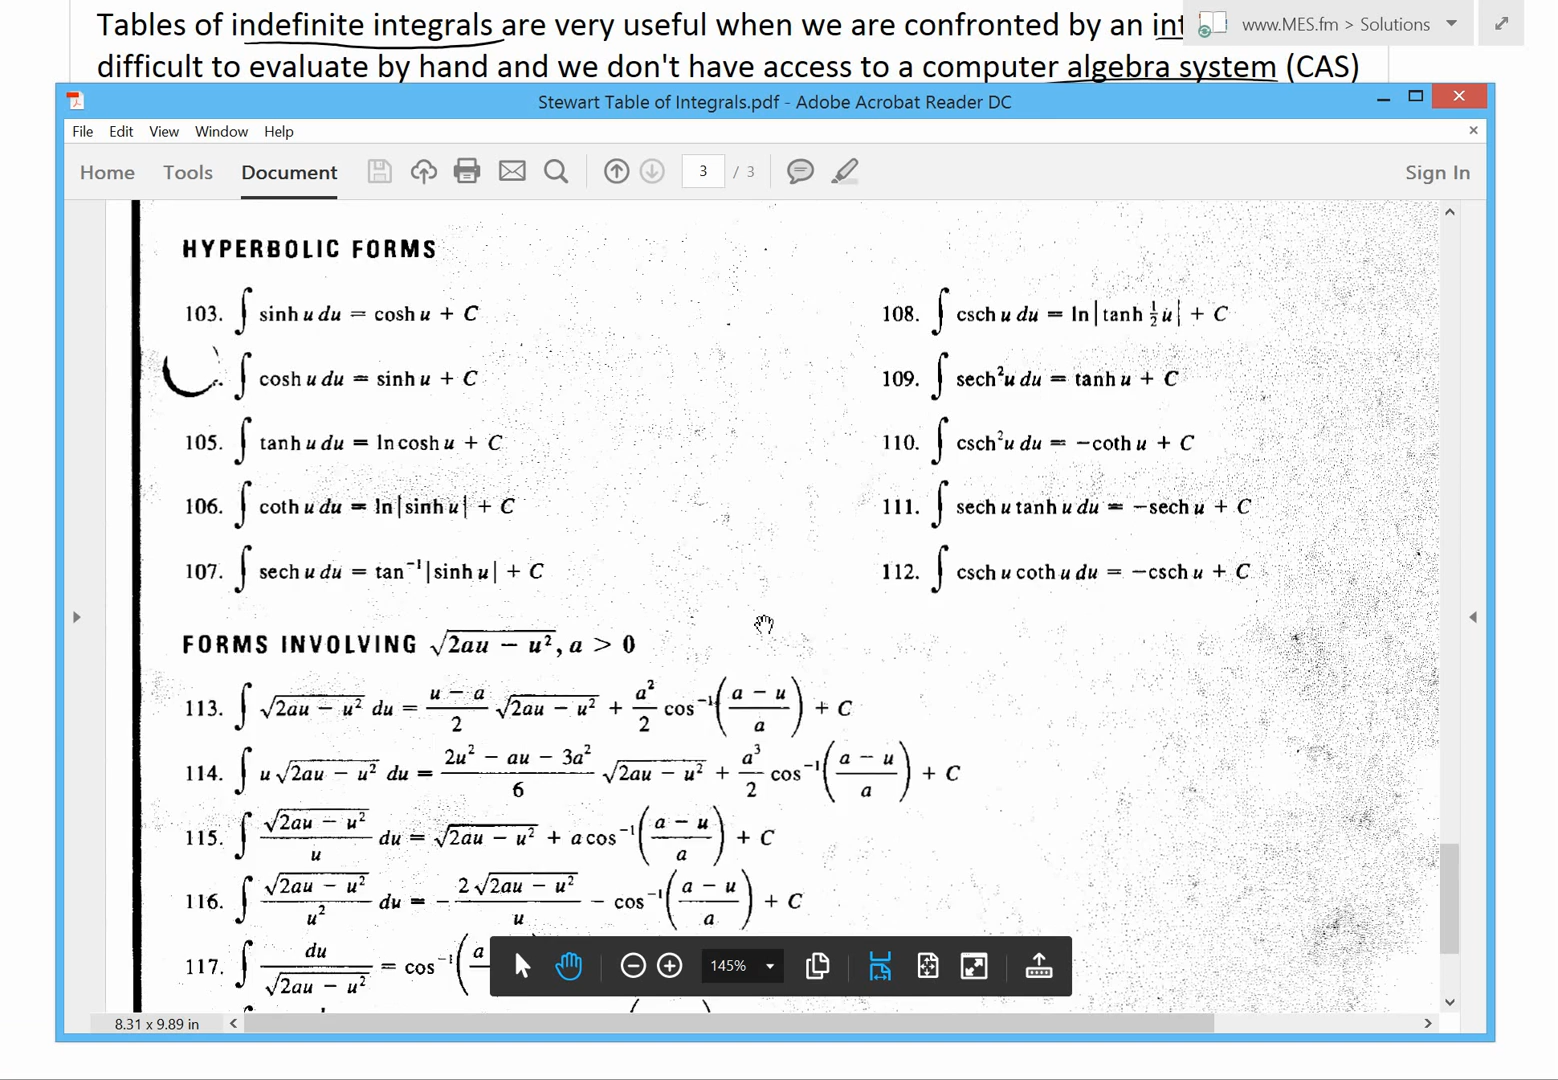 Tables of indefinite integrals are very useful when we are confronted by an
www.MES.fm > Solutions
difficult to evaluate by hand and we don't have access to a computer algebra system (CAS)
Stewart Table of Integrals.pdf - Adobe Acrobat Reader DC
File Edit View Window Help
Home Tools Document 3 / 3 Sign In
HYPERBOLIC FORMS
103. ∫ sinh u du = cosh u + C
∫ cosh u du = sinh u + C
105. ∫ tanh u du = ln cosh u + C
106. ∫ coth u du = ln|sinh u| + C
107. ∫ sech u du = tan⁻¹|sinh u| + C
108. ∫ csch u du = ln|tanh ½u| + C
109. ∫ sech²u du = tanh u + C
110. ∫ csch²u du = −coth u + C
111. ∫ sech u tanh u du = −sech u + C
112. ∫ csch u coth u du = −csch u + C
FORMS INVOLVING √(2au − u²), a > 0
113. ∫ √(2au − u²) du = (u − a)/2 √(2au − u²) + a²/2 cos⁻¹((a − u)/a) + C
114. ∫ u√(2au − u²) du = (2u² − au − 3a²)/6 √(2au − u²) + a³/2 cos⁻¹((a − u)/a) + C
115. ∫ √(2au − u²)/u du = √(2au − u²) + a cos⁻¹((a − u)/a) + C
116. ∫ √(2au − u²)/u² du = −2√(2au − u²)/u − cos⁻¹((a − u)/a) + C
117. ∫ du/√(2au − u²) = cos⁻¹(a
145%
8.31 x 9.89 in